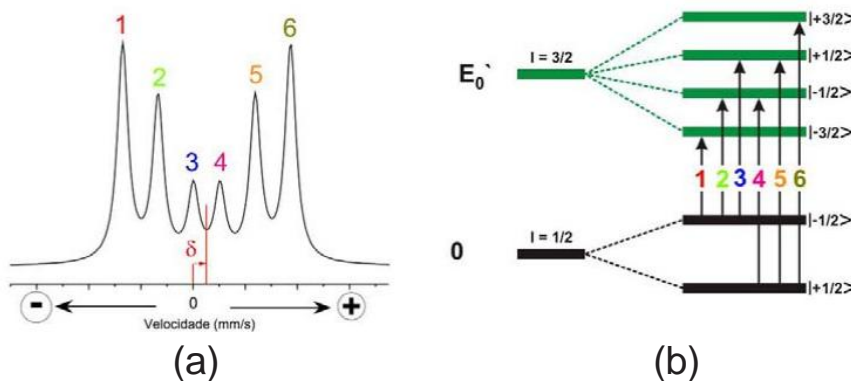 1
2
3
4
5
6
δ
0
-
+
Velocidade (mm/s)
(a)
E₀`
I = 3/2
|+3/2>
|+1/2>
|-1/2>
|-3/2>
1 2 3 4 5 6
0
I = 1/2
|-1/2>
|+1/2>
(b)